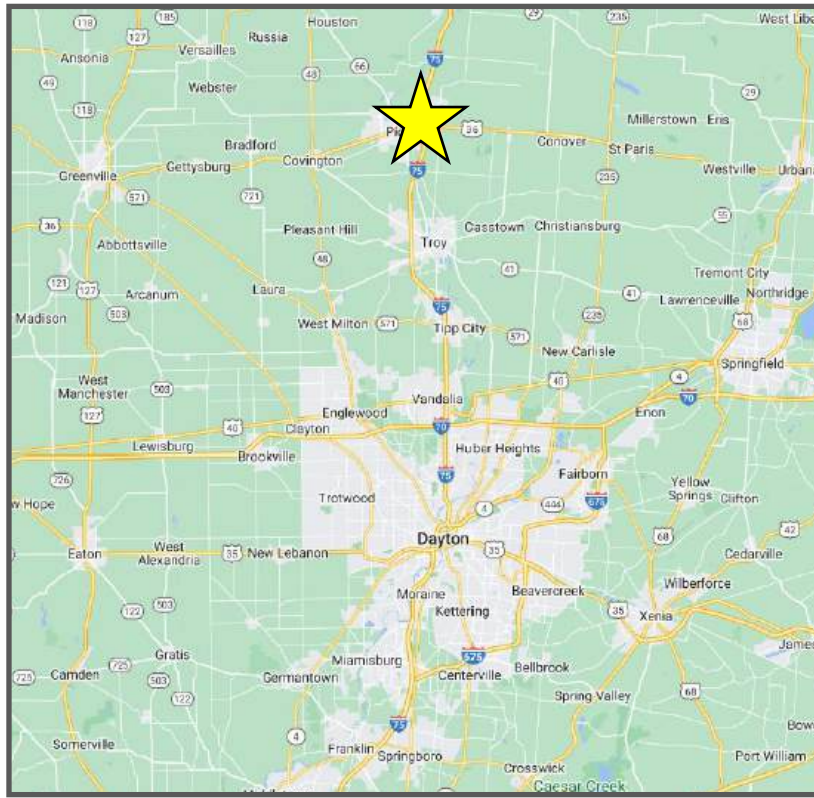 Houston
185
118
29
235
West Libe
127
Russia
Versailles
Ansonia
75
48
66
49
Webster
29
118
Millerstown Eris
Bradford
36
Conover
St Paris
Gettysburg
Covington
Westville
Urbana
Greenville
75
235
571
721
55
36
Pleasant Hill
Casstown
Christiansburg
Abbottsville
Troy
48
41
Tremont City
121
127
Laura
Arcanum
75
41
Northridge
Lawrenceville
503
235
68
Madison
West Milton
571
Tipp City
571
New Carlisle
Springfield
West
Manchester
503
40
4
Vandalia
70
127
Englewood
Enon
40
Clayton
70
Lewisburg
Huber Heights
Brookville
75
Fairborn
726
Yellow
Springs
Trotwood
444
675
Clifton
w Hope
4
42
Dayton
68
Eaton
West
Alexandria
35
New Lebanon
35
Cedarville
Wilberforce
Moraine
Beavercreek
122
503
Kettering
35
Xenia
Gratis
James
725
Miamisburg
725
503
675
Bellbrook
Camden
Germantown
Centerville
122
68
Spring Valley
75
Bow
4
Somerville
Franklin
Springboro
Port William
Crosswick
Caesar Creek